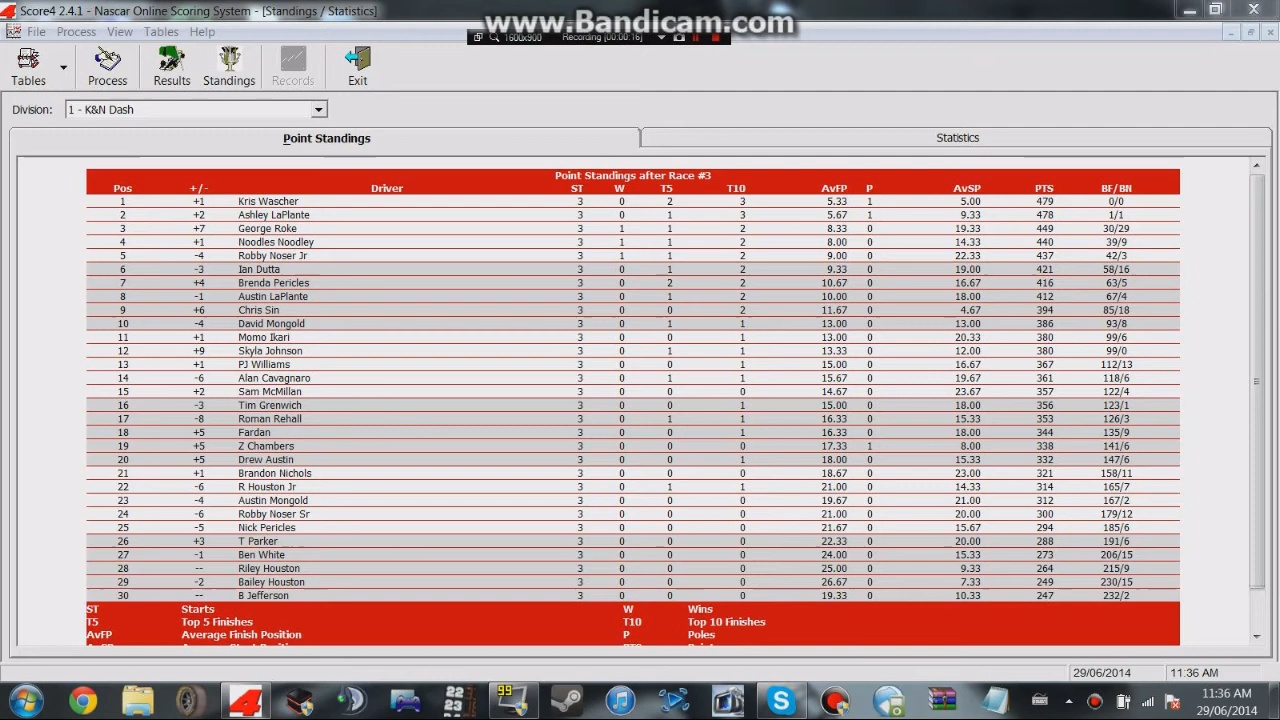 Score4 2.4.1 - Nascar Online Scoring System - [Standings / Statistics]
www.Bandicam.com
1600x900 Recording [00:00:16]
File Process View Tables Help
Tables Process Results Standings Records Exit
Division: 1 - K&N Dash
Point Standings Statistics
Point Standings after Race #3
Pos +/- Driver ST W T5 T10 AvFP P AvSP PTS BF/BN
1 +1 Kris Wascher 3 0 2 3 5.33 1 5.00 479 0/0
2 +2 Ashley LaPlante 3 0 1 3 5.67 1 9.33 478 1/1
3 +7 George Roke 3 1 1 2 8.33 0 19.33 449 30/29
4 +1 Noodles Noodley 3 1 1 2 8.00 0 14.33 440 39/9
5 -4 Robby Noser Jr 3 1 1 2 9.00 0 22.33 437 42/3
6 -3 Ian Dutta 3 0 1 2 9.33 0 19.00 421 58/16
7 +4 Brenda Pericles 3 0 2 2 10.67 0 16.67 416 63/5
8 -1 Austin LaPlante 3 0 1 2 10.00 0 18.00 412 67/4
9 +6 Chris Sin 3 0 0 2 11.67 0 4.67 394 85/18
10 -4 David Mongold 3 0 1 1 13.00 0 13.00 386 93/8
11 +1 Momo Ikari 3 0 1 1 13.00 0 20.33 380 99/6
12 +9 Skyla Johnson 3 0 1 1 13.33 0 12.00 380 99/0
13 +1 PJ Williams 3 0 0 1 15.00 0 16.67 367 112/13
14 -6 Alan Cavagnaro 3 0 1 1 15.67 0 19.67 361 118/6
15 +2 Sam McMillan 3 0 0 0 14.67 0 23.67 357 122/4
16 -3 Tim Grenwich 3 0 0 1 15.00 0 18.00 356 123/1
17 -8 Roman Rehall 3 0 1 1 16.33 0 15.33 353 126/3
18 +5 Fardan 3 0 0 1 16.33 0 18.00 344 135/9
19 +5 Z Chambers 3 0 0 0 17.33 1 8.00 338 141/6
20 +5 Drew Austin 3 0 0 1 18.00 0 15.33 332 147/6
21 +1 Brandon Nichols 3 0 0 0 18.67 0 23.00 321 158/11
22 -6 R Houston Jr 3 0 1 1 21.00 0 14.33 314 165/7
23 -4 Austin Mongold 3 0 0 0 19.67 0 21.00 312 167/2
24 -6 Robby Noser Sr 3 0 0 0 21.00 0 20.00 300 179/12
25 -5 Nick Pericles 3 0 0 0 21.67 0 15.67 294 185/6
26 +3 T Parker 3 0 0 0 22.33 0 20.00 288 191/6
27 -1 Ben White 3 0 0 0 24.00 0 15.33 273 206/15
28 -- Riley Houston 3 0 0 0 25.00 0 9.33 264 215/9
29 -2 Bailey Houston 3 0 0 0 26.67 0 7.33 249 230/15
30 -- B Jefferson 3 0 0 0 19.33 0 10.33 247 232/2
ST Starts W Wins
T5 Top 5 Finishes T10 Top 10 Finishes
AvFP Average Finish Position P Poles
29/06/2014 11:36 AM
22 23 99
11:36 AM
29/06/2014